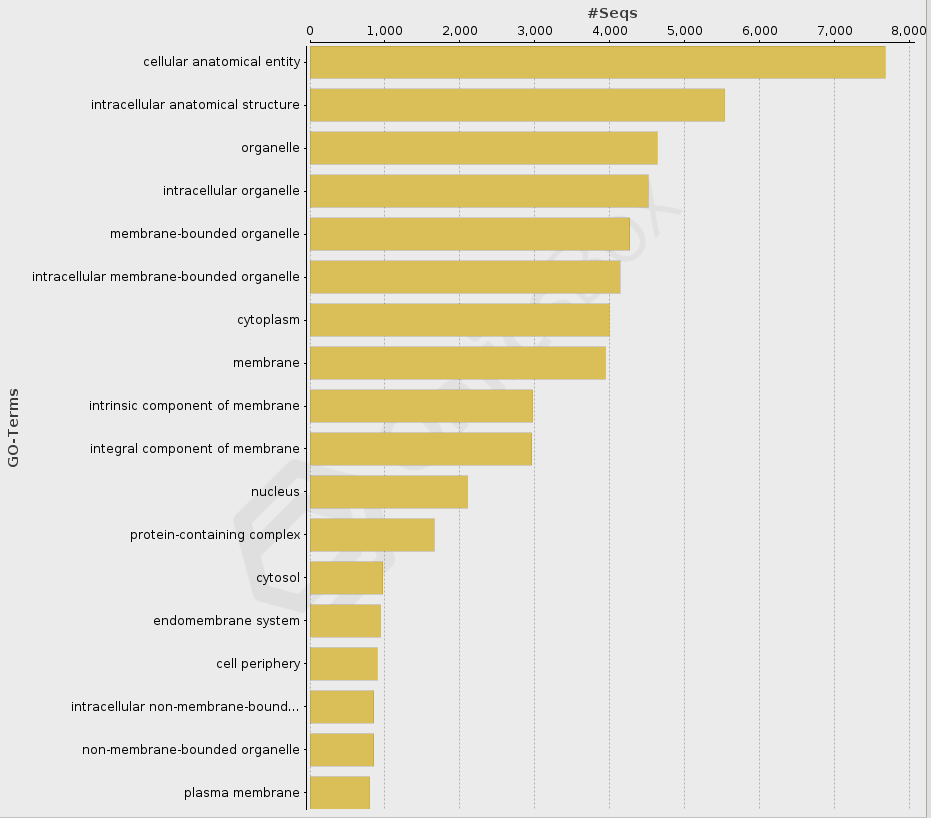 #Seqs
0 1,000 2,000 3,000 4,000 5,000 6,000 7,000 8,000
cellular anatomical entity
intracellular anatomical structure
organelle
intracellular organelle
membrane-bounded organelle
intracellular membrane-bounded organelle
cytoplasm
membrane
intrinsic component of membrane
integral component of membrane
nucleus
protein-containing complex
cytosol
endomembrane system
cell periphery
intracellular non-membrane-bound...
non-membrane-bounded organelle
plasma membrane
GO-Terms
OmicsBox